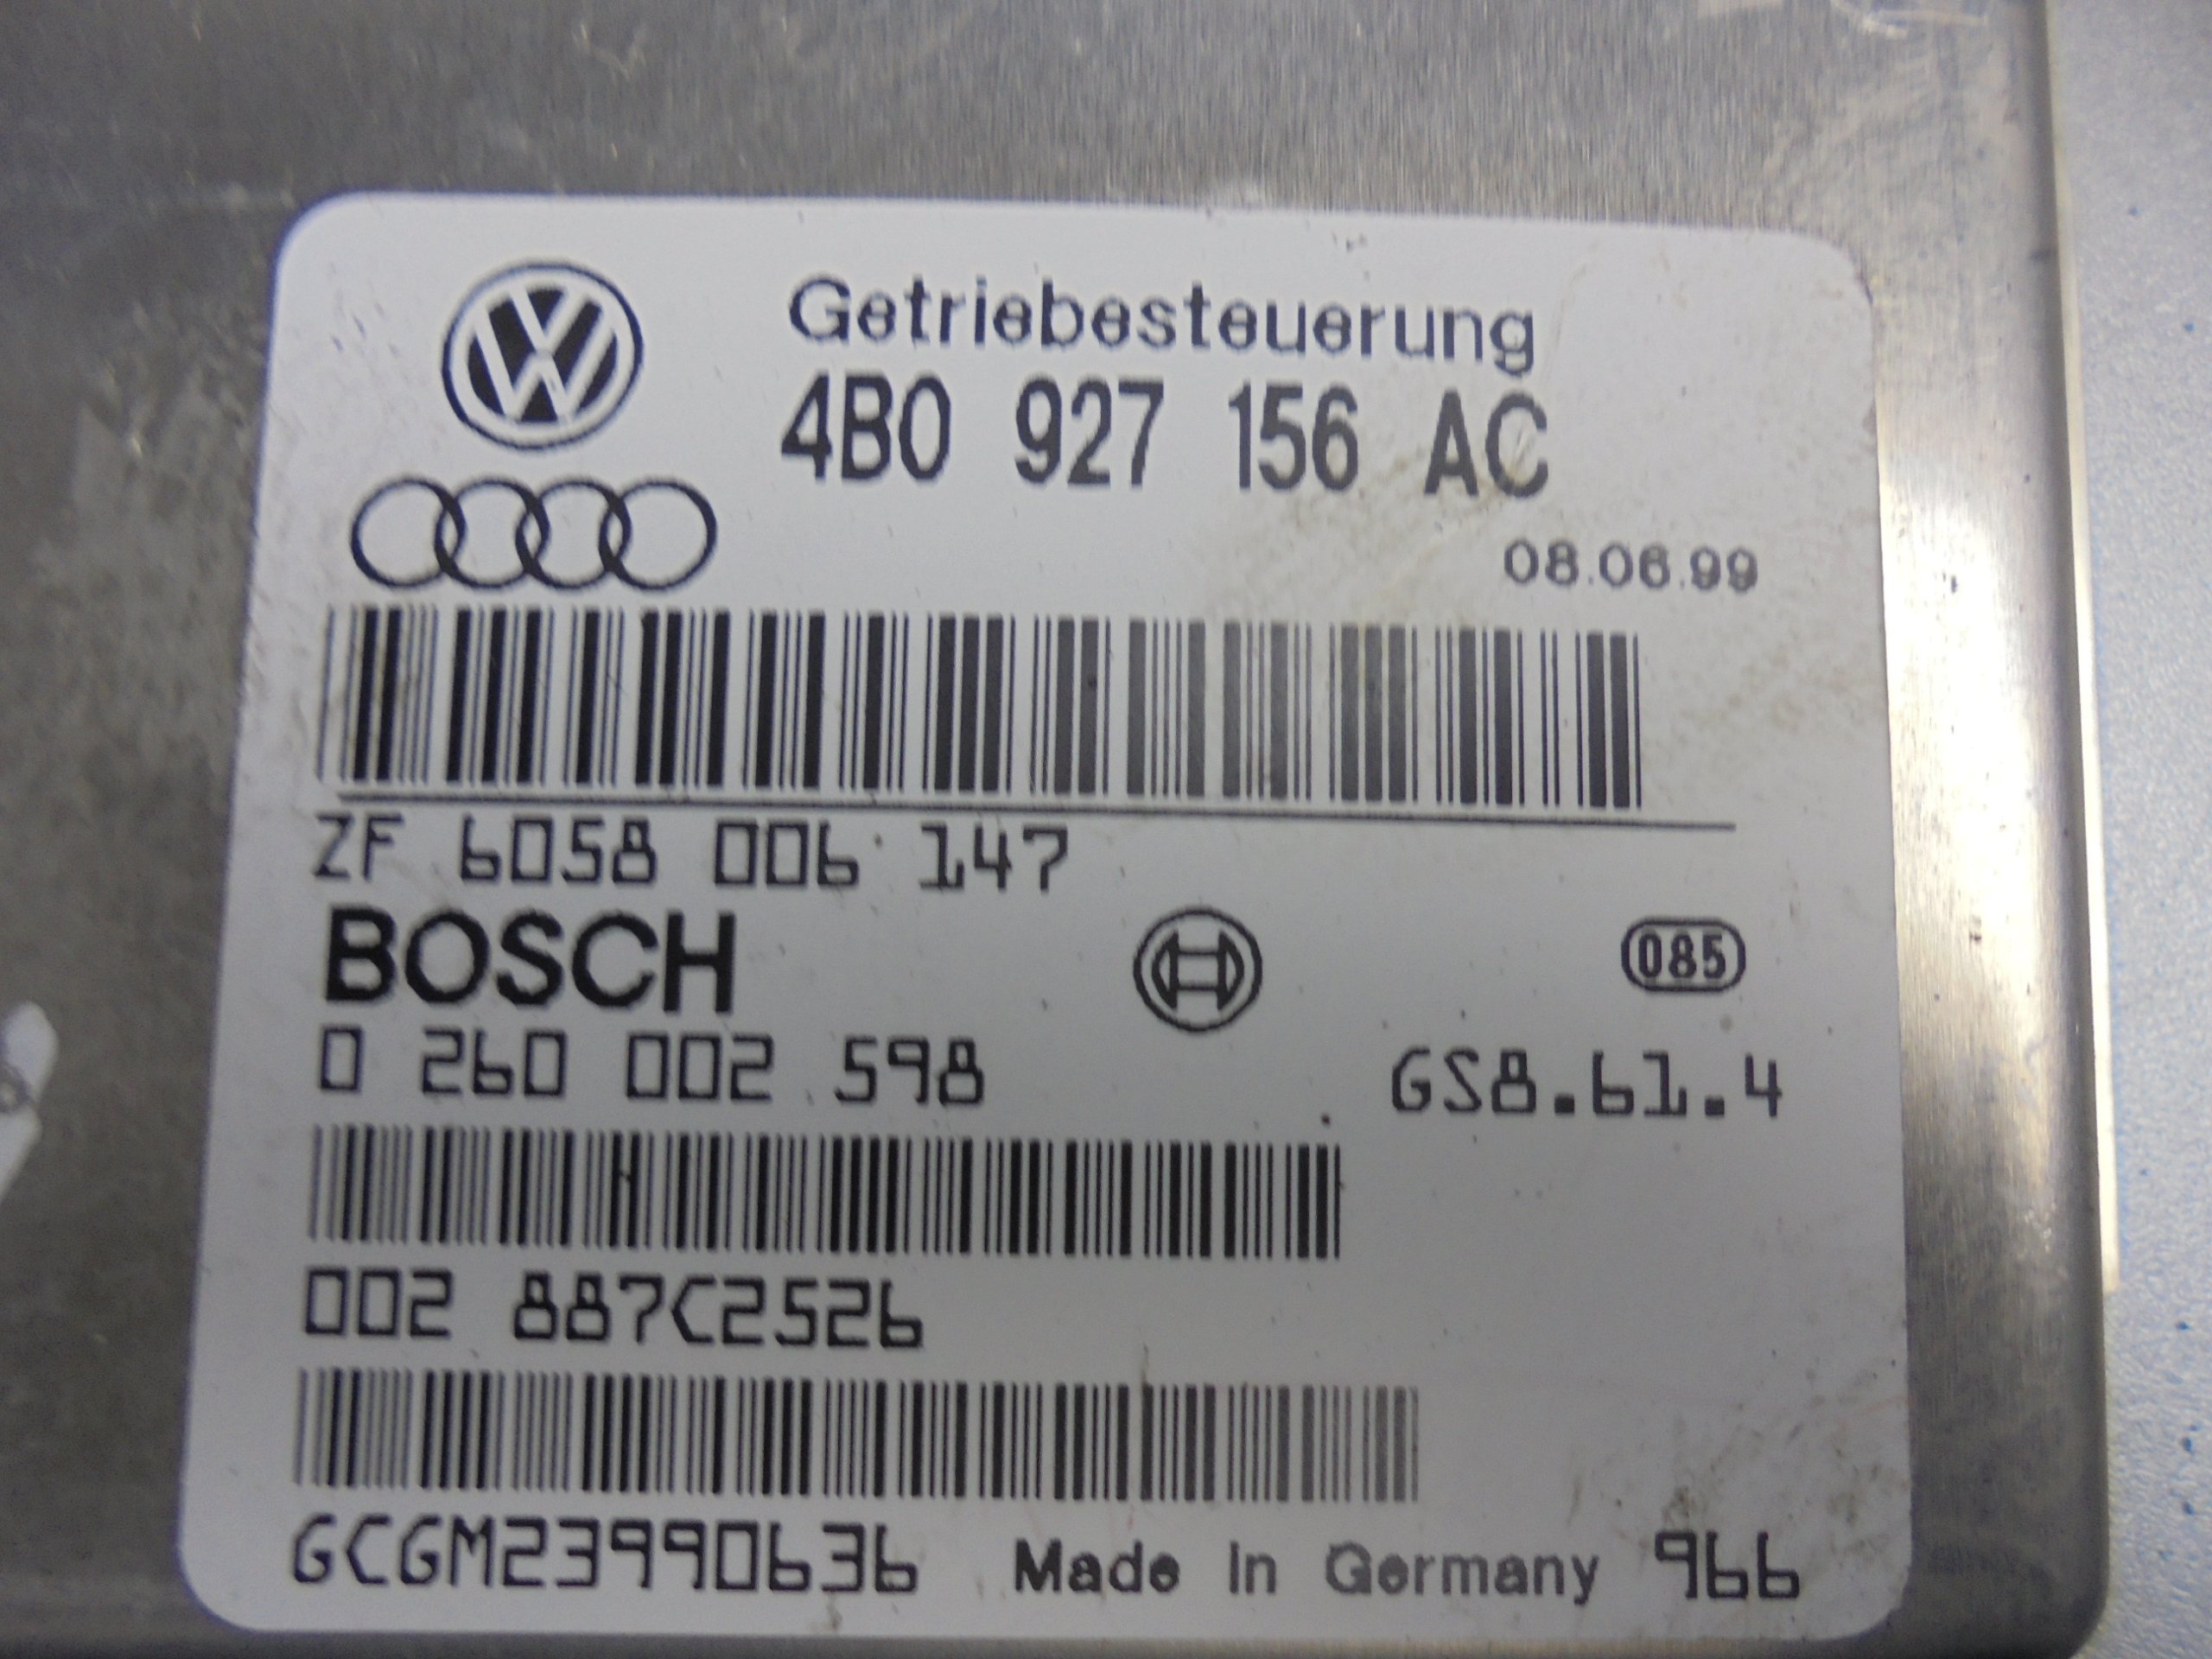 Getriebesteuerung
4B0 927 156 AC
08.06.99
ZF 6058 006 147
BOSCH
085
0 260 002 598
GS8.61.4
002 887C2526
GCGM23990636 Made in Germany 966